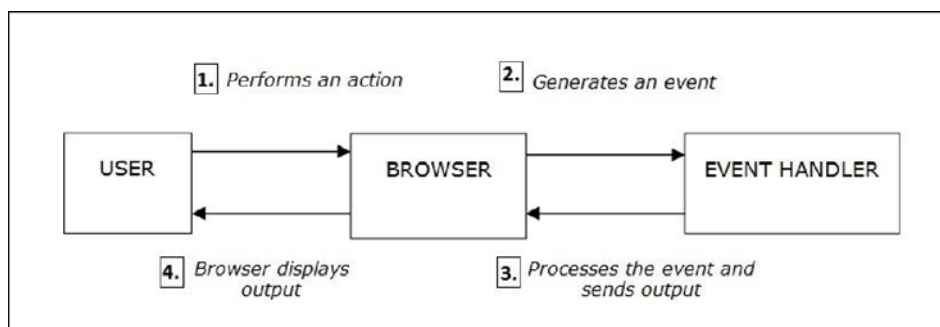 1. Performs an action
2. Generates an event
USER
BROWSER
EVENT HANDLER
4. Browser displays
output
3. Processes the event and
sends output